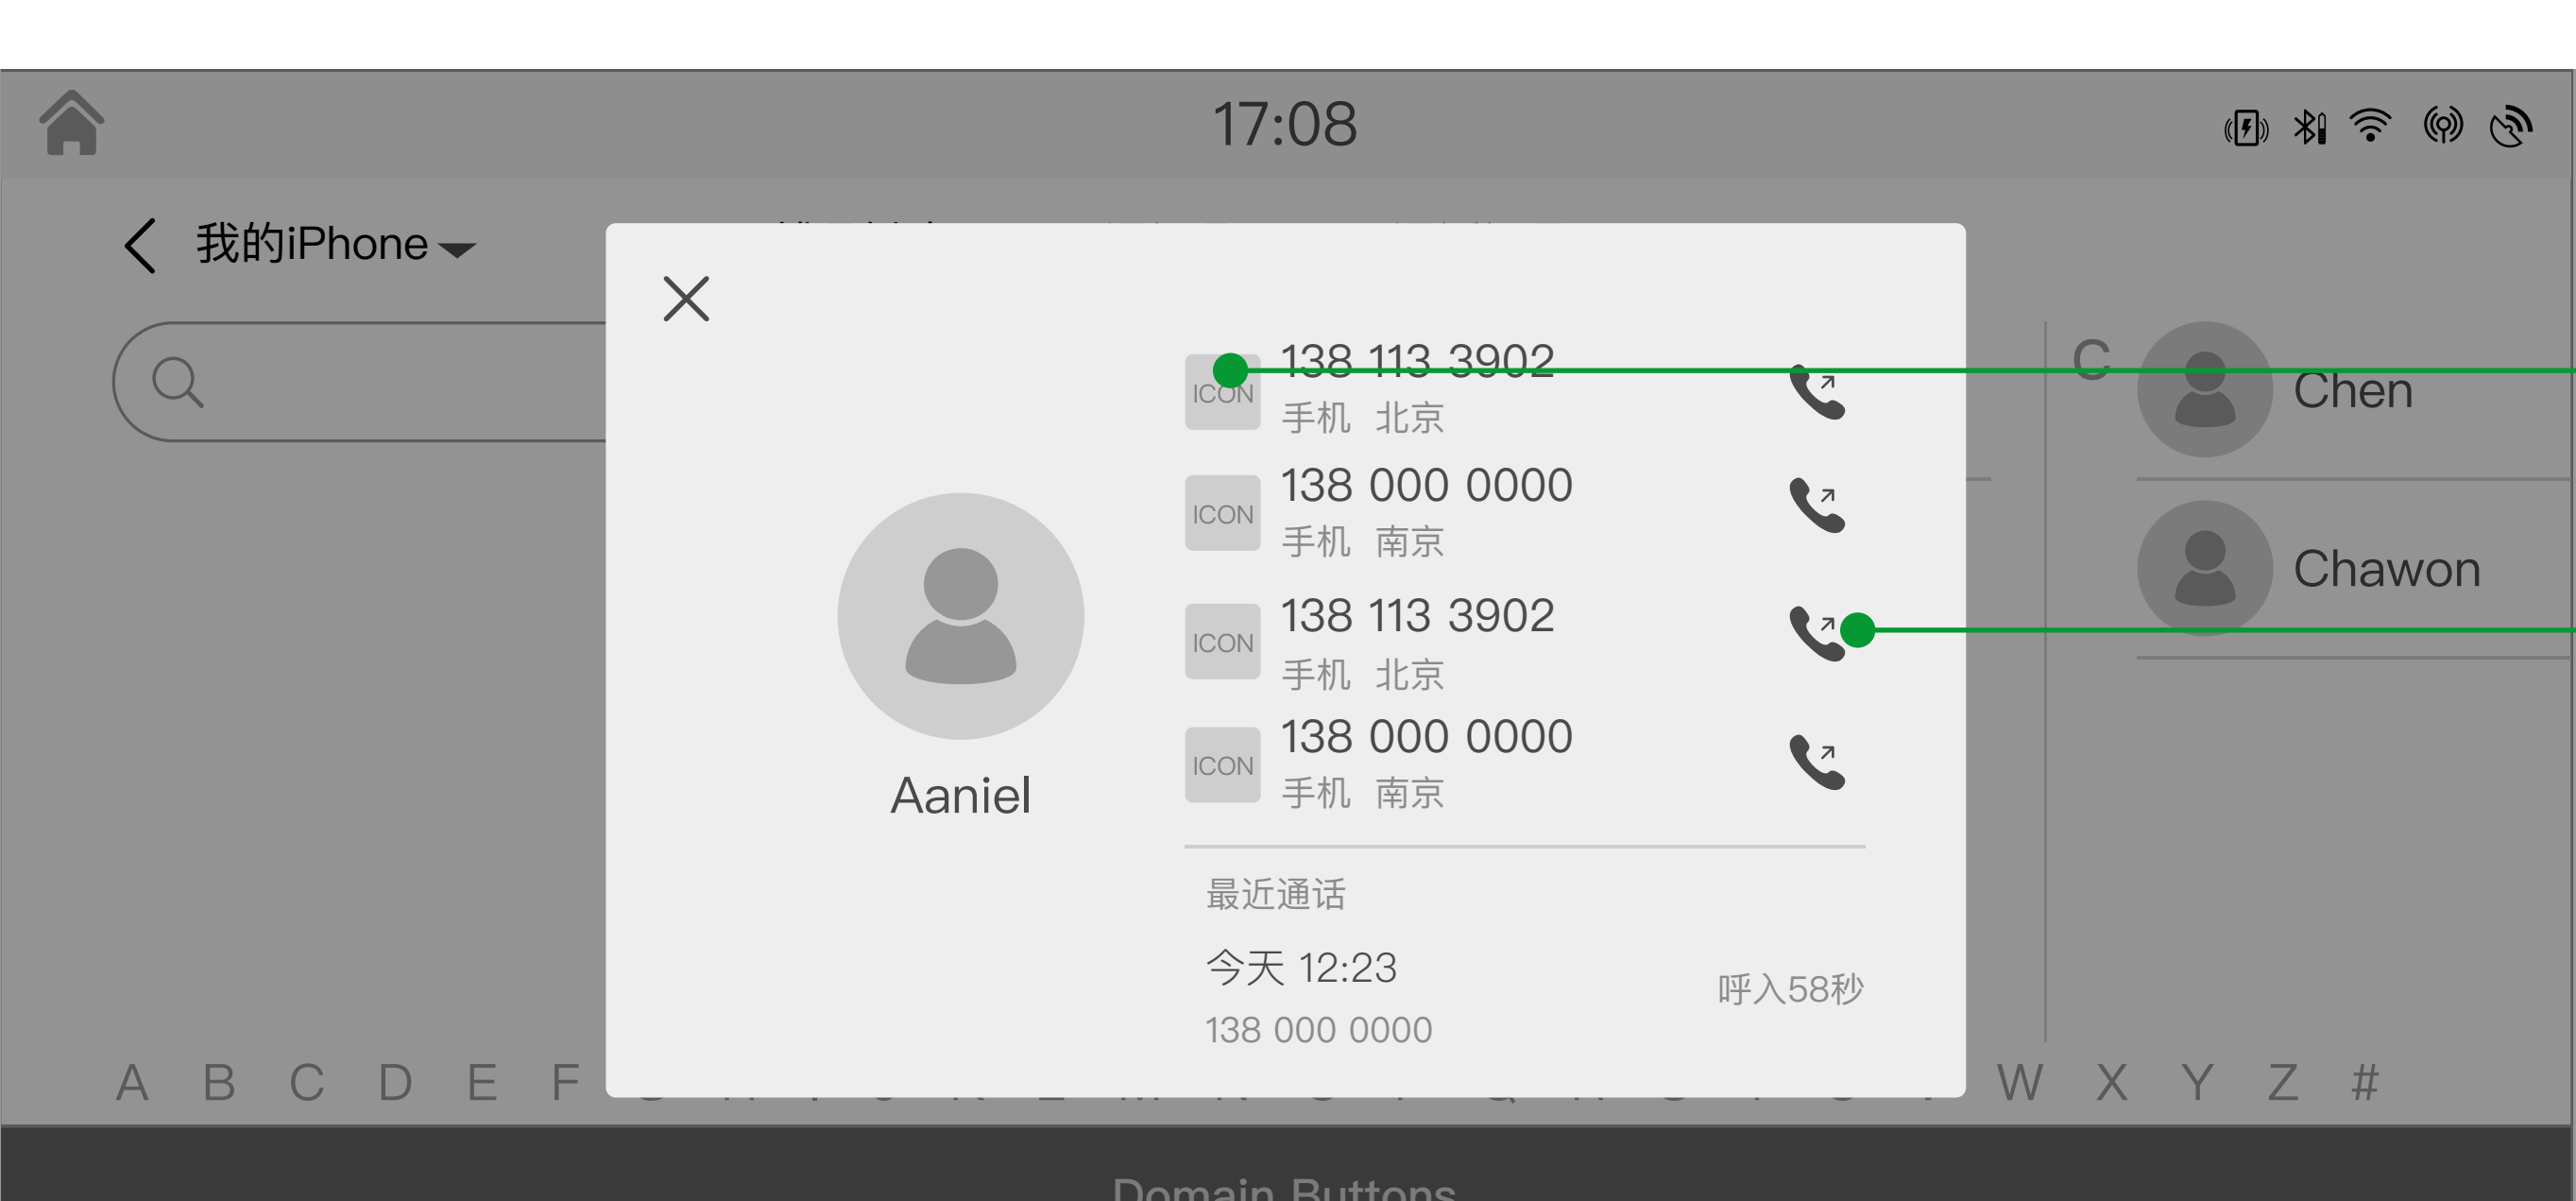 17:08
我的iPhone
138 113 3902
ICON
手机 北京
138 000 0000
ICON
手机 南京
138 113 3902
ICON
手机 北京
138 000 0000
ICON
手机 南京
Aaniel
最近通话
今天 12:23
呼入58秒
138 000 0000
C
Chen
Chawon
A B C D E F W X Y Z #
Domain Buttons